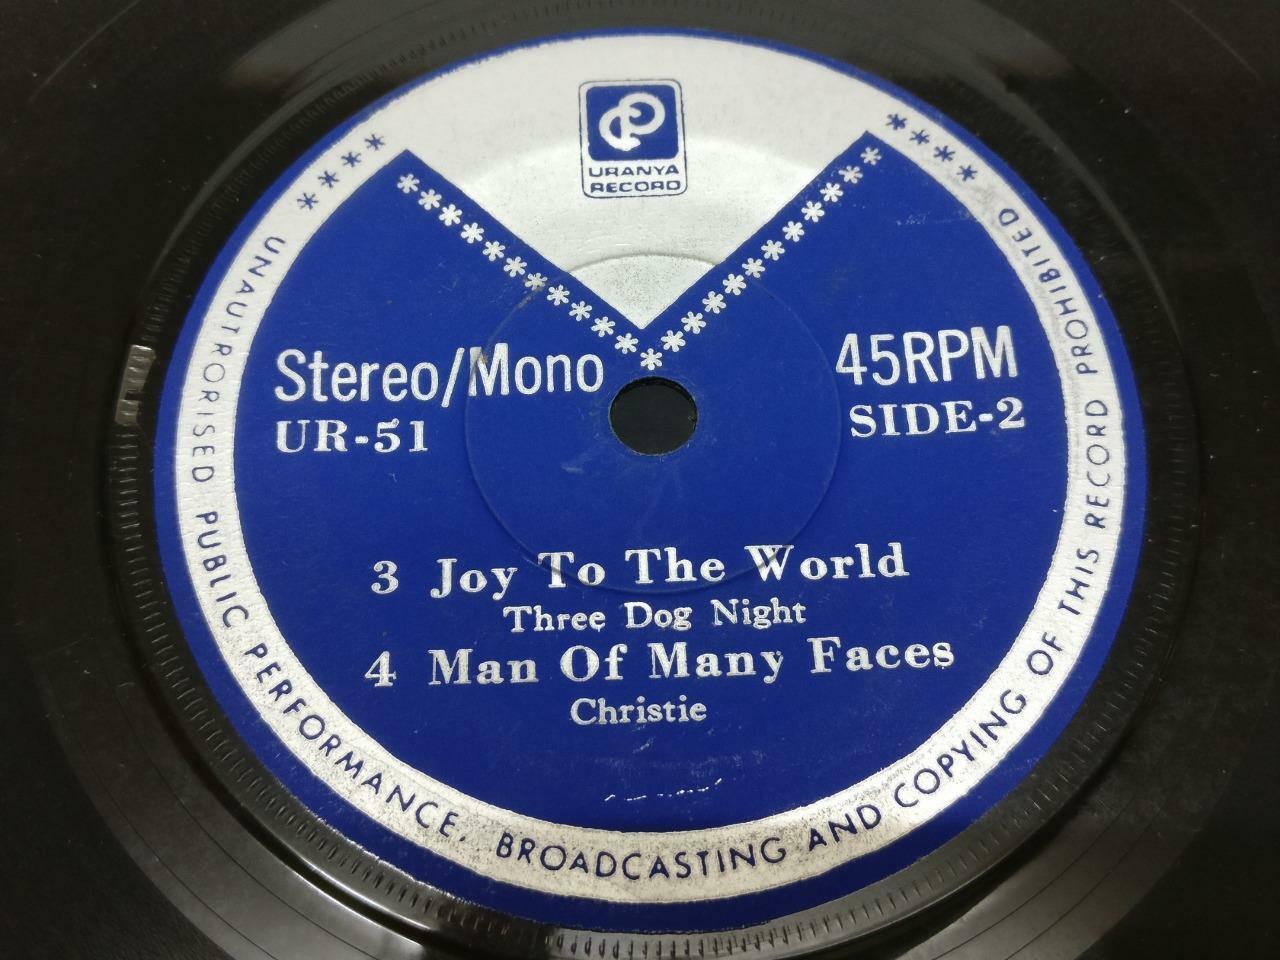 URANYA
RECORD
Stereo/Mono
UR-51
45RPM
SIDE-2
3 Joy To The World
Three Dog Night
4 Man Of Many Faces
Christie
UNAUTRORISED PUBLIC PERFORMANCE, BROADCASTING AND COPYING OF THIS RECORD PROHIBITED